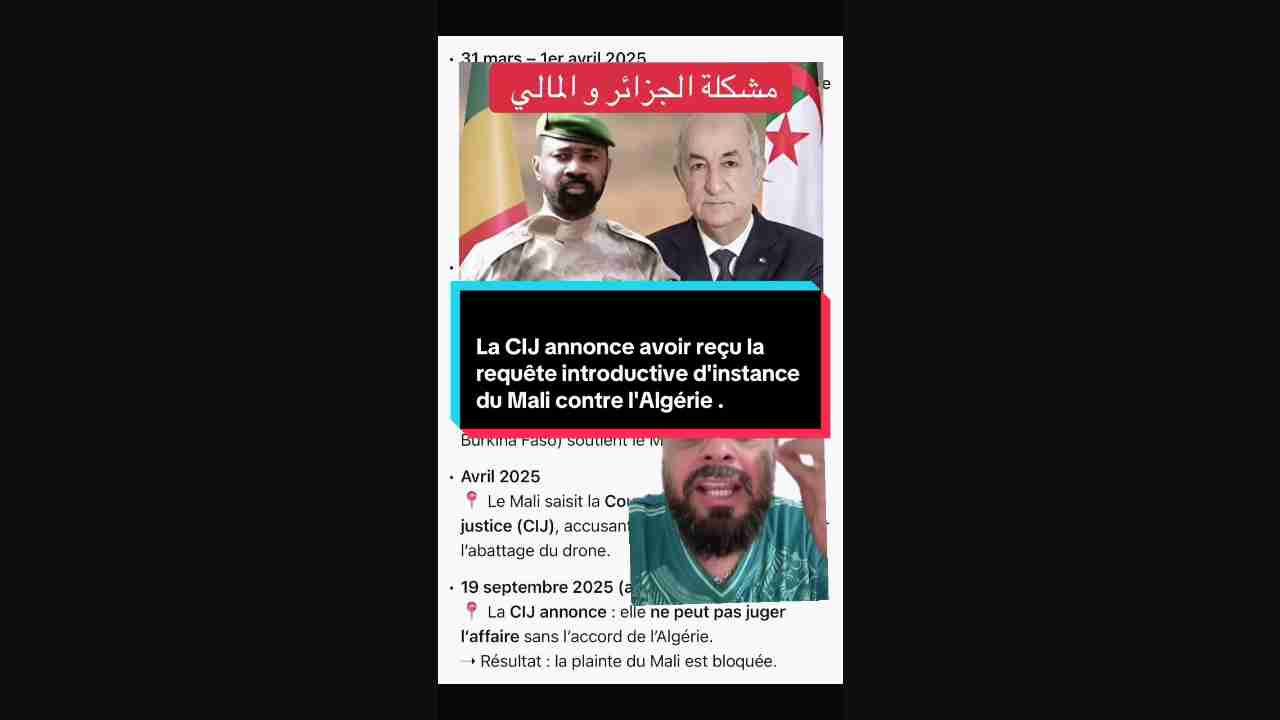 31 mars – 1er avril 2025
مشكلة الجزائر و المالي
e
La CIJ annonce avoir reçu la
requête introductive d'instance
du Mali contre l'Algérie .
Burkina Faso) soutient le M
Avril 2025
📍 Le Mali saisit la Cou
justice (CIJ), accusant
l'abattage du drone.
19 septembre 2025 (a
📍 La CIJ annonce : elle ne peut pas juger
l'affaire sans l'accord de l'Algérie.
→ Résultat : la plainte du Mali est bloquée.